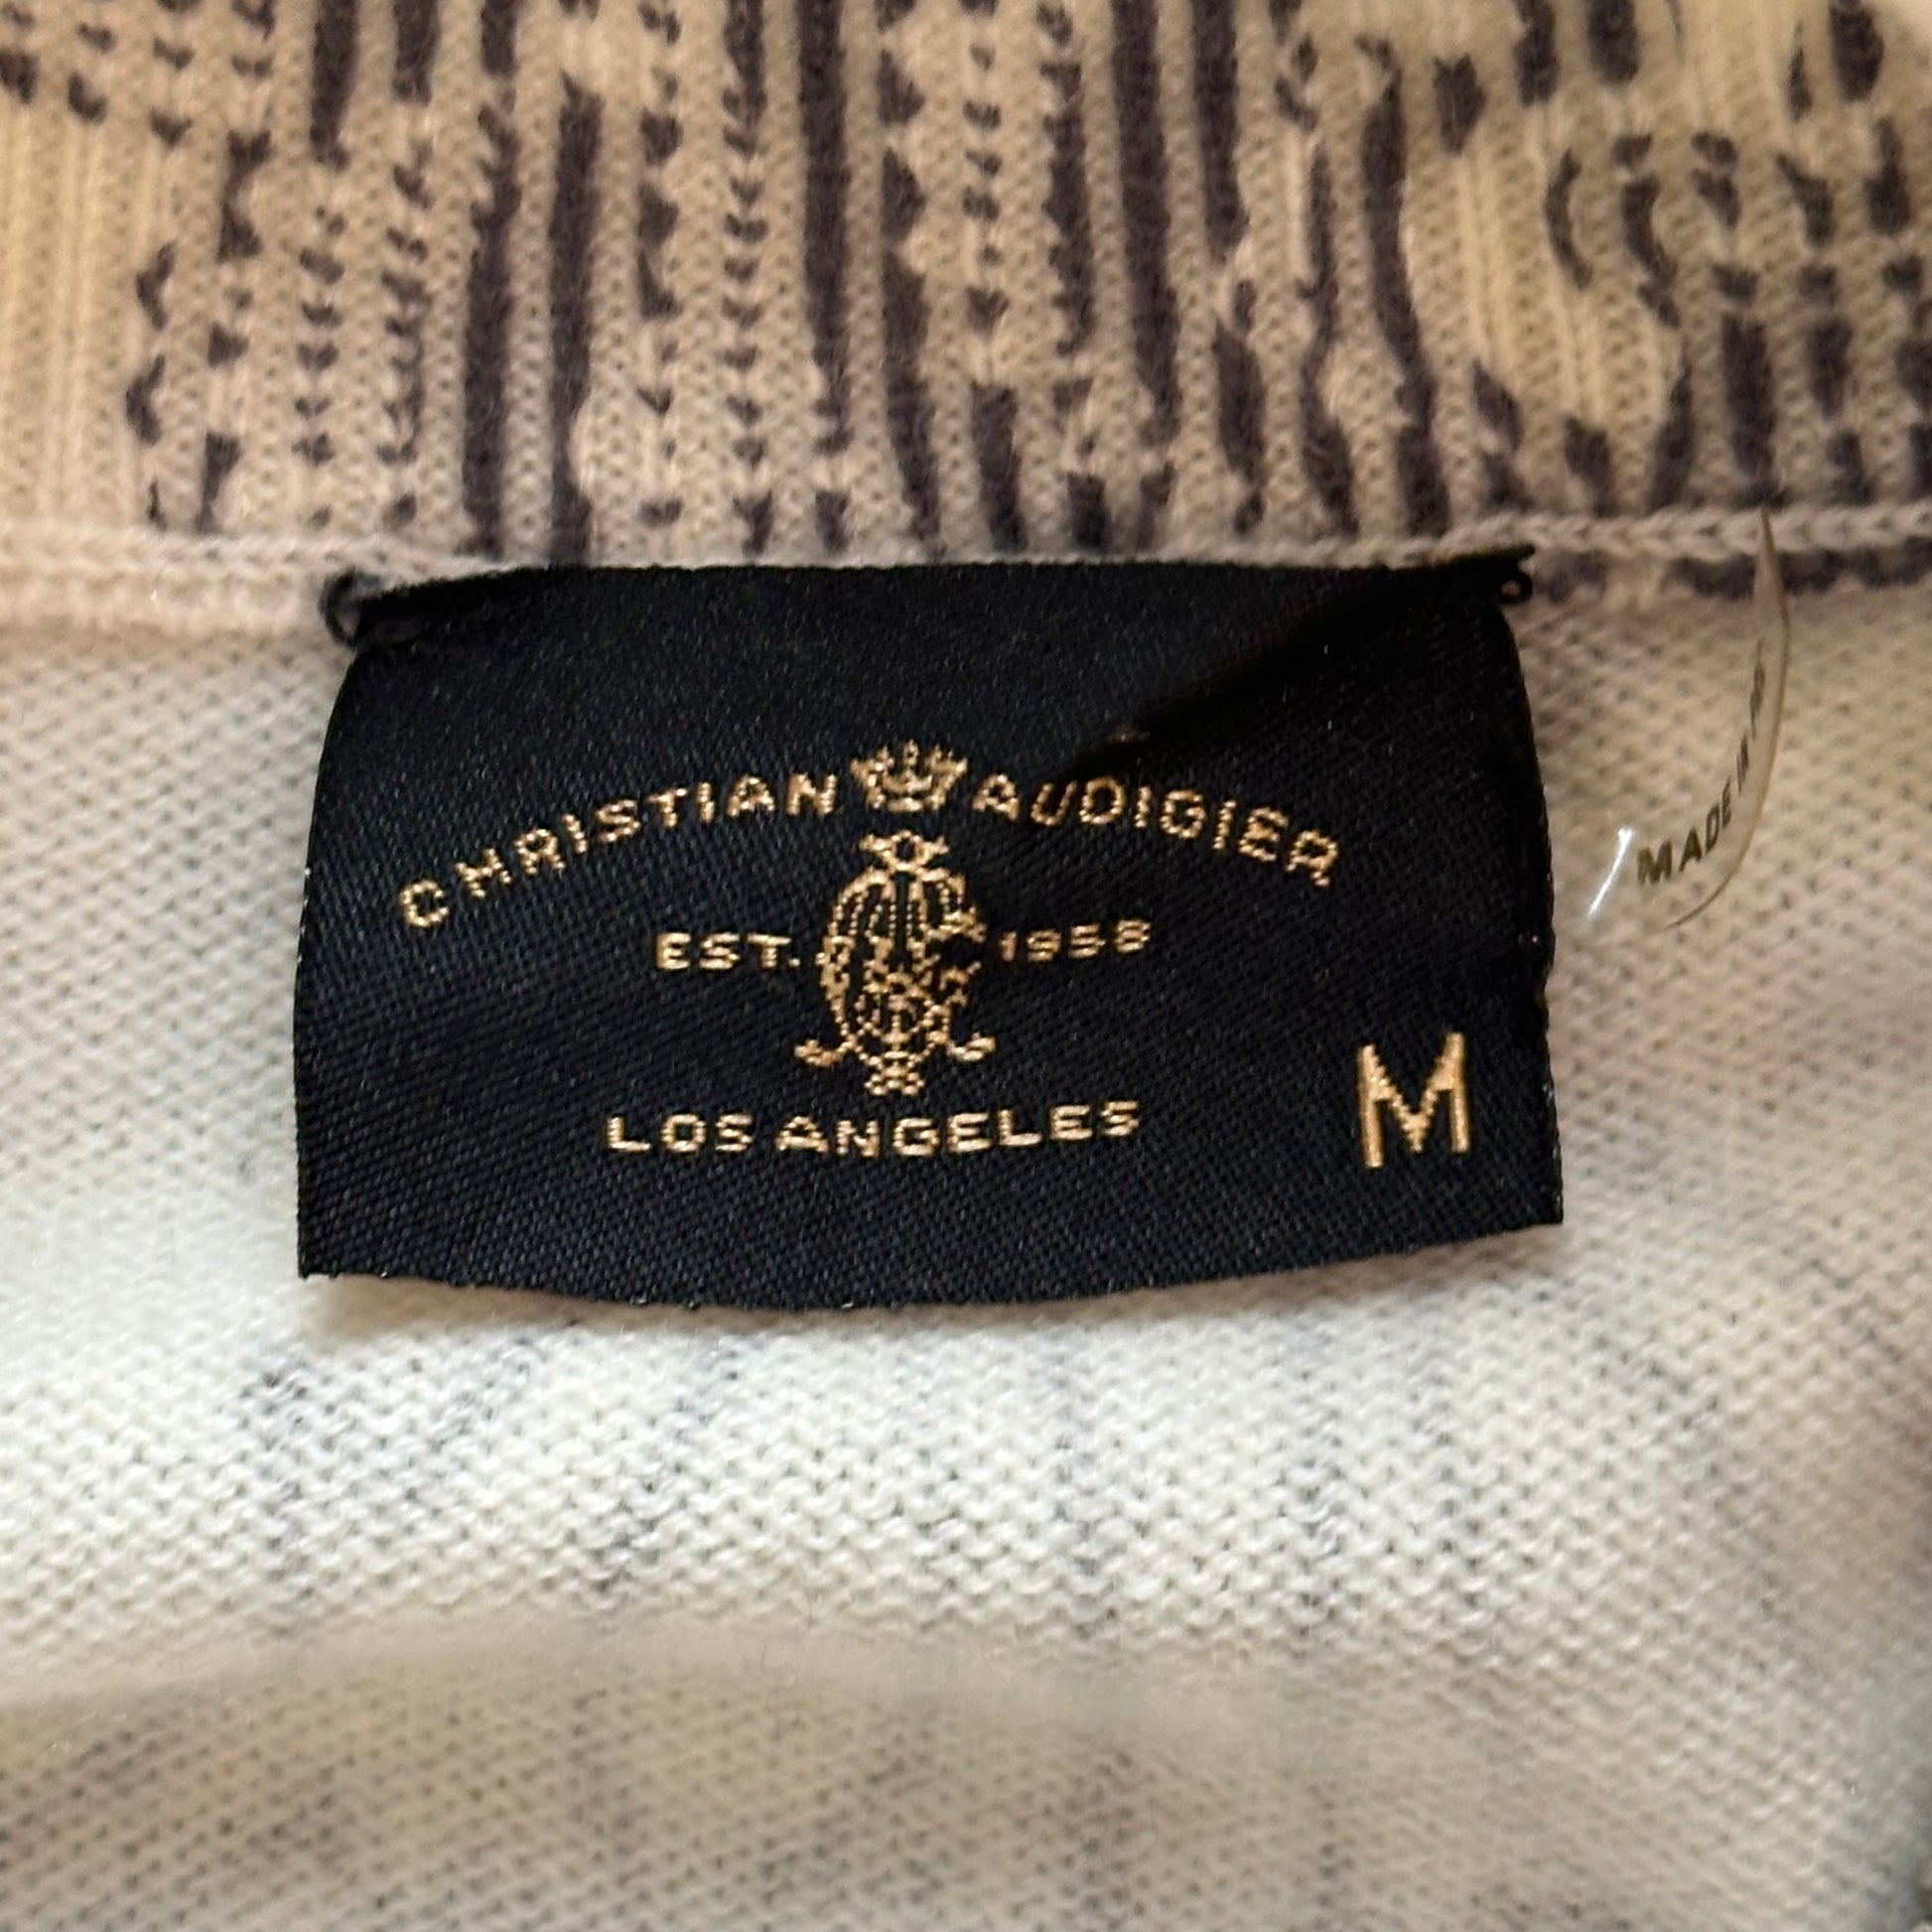 CHRISTIAN AUDIGIER
EST. 1958
LOS ANGELES
M
MADE IN